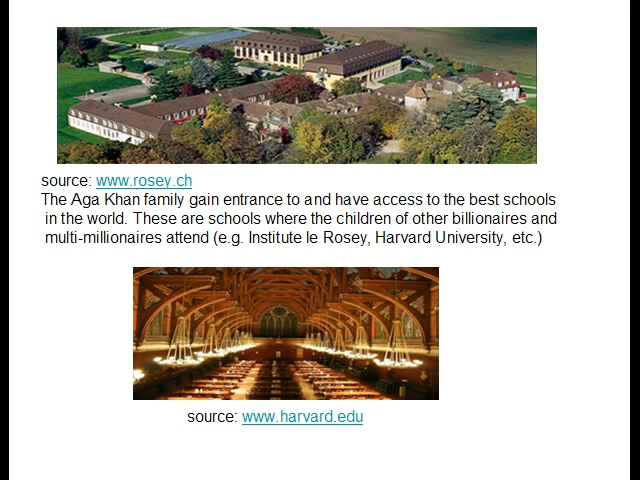 source: www.rosey.ch
The Aga Khan family gain entrance to and have access to the best schools
in the world. These are schools where the children of other billionaires and
multi-millionaires attend (e.g. Institute le Rosey, Harvard University, etc.)
source: www.harvard.edu